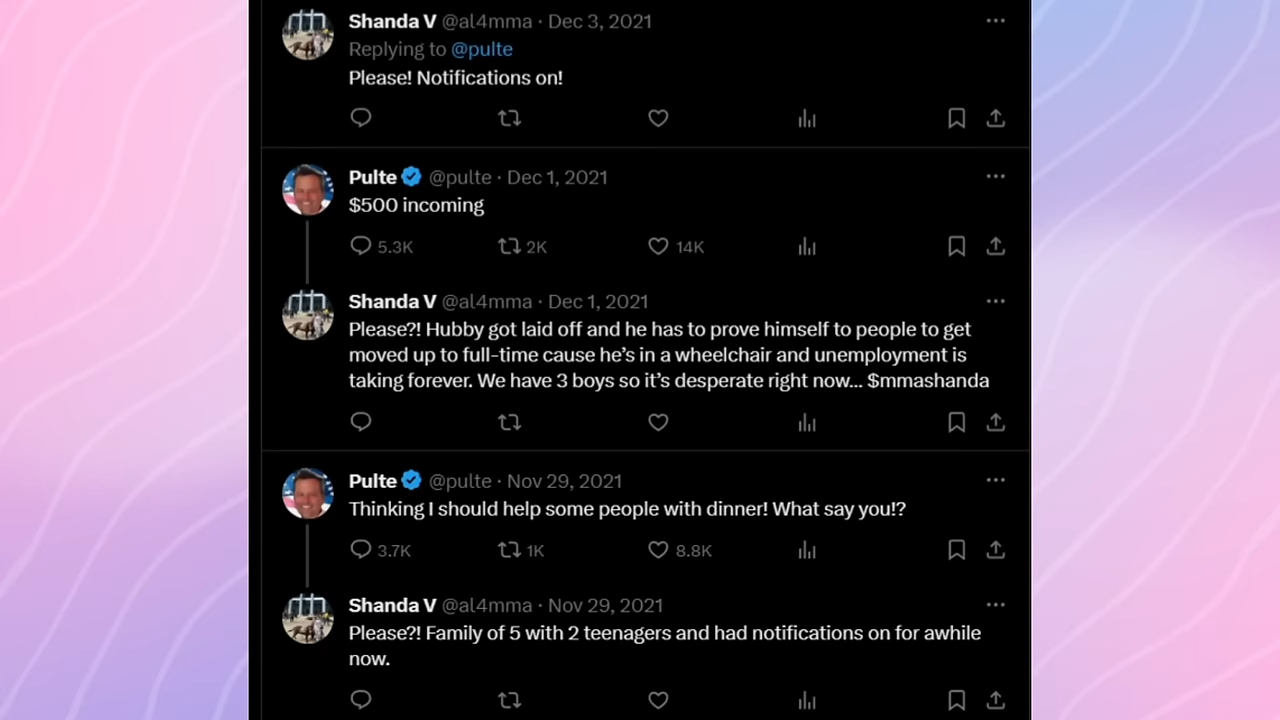 Shanda V @al4mma · Dec 3, 2021
Replying to @pulte
Please! Notifications on!
Pulte @pulte · Dec 1, 2021
$500 incoming
5.3K 2K 14K
Shanda V @al4mma · Dec 1, 2021
Please?! Hubby got laid off and he has to prove himself to people to get
moved up to full-time cause he’s in a wheelchair and unemployment is
taking forever. We have 3 boys so it’s desperate right now... $mmashanda
Pulte @pulte · Nov 29, 2021
Thinking I should help some people with dinner! What say you!?
3.7K 1K 8.8K
Shanda V @al4mma · Nov 29, 2021
Please?! Family of 5 with 2 teenagers and had notifications on for awhile
now.